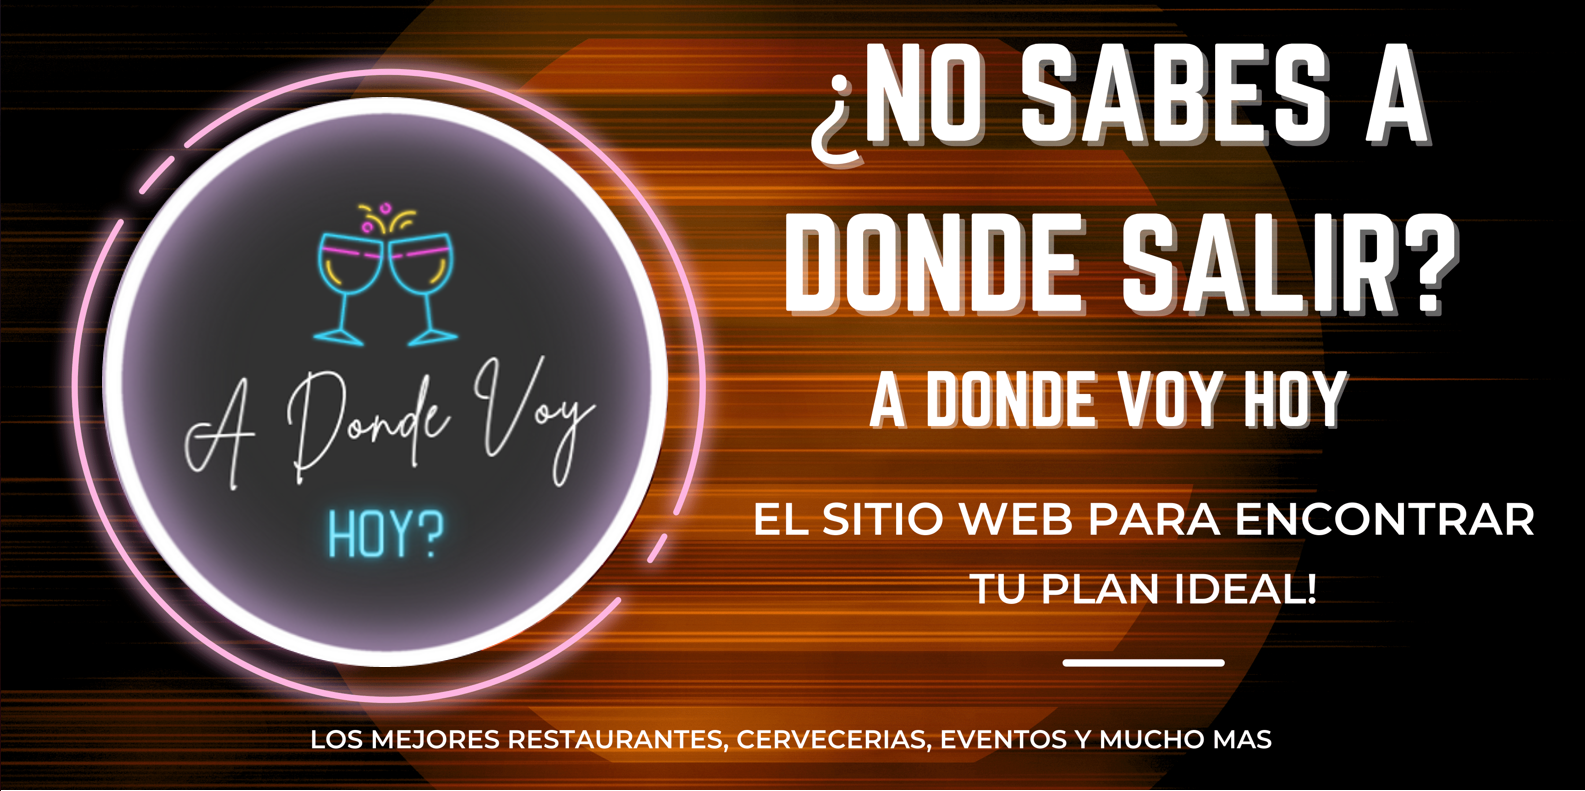 A Donde Voy
HOY?
¿NO SABES A
DONDE SALIR?
A DONDE VOY HOY
EL SITIO WEB PARA ENCONTRAR
TU PLAN IDEAL!
LOS MEJORES RESTAURANTES, CERVECERIAS, EVENTOS Y MUCHO MAS